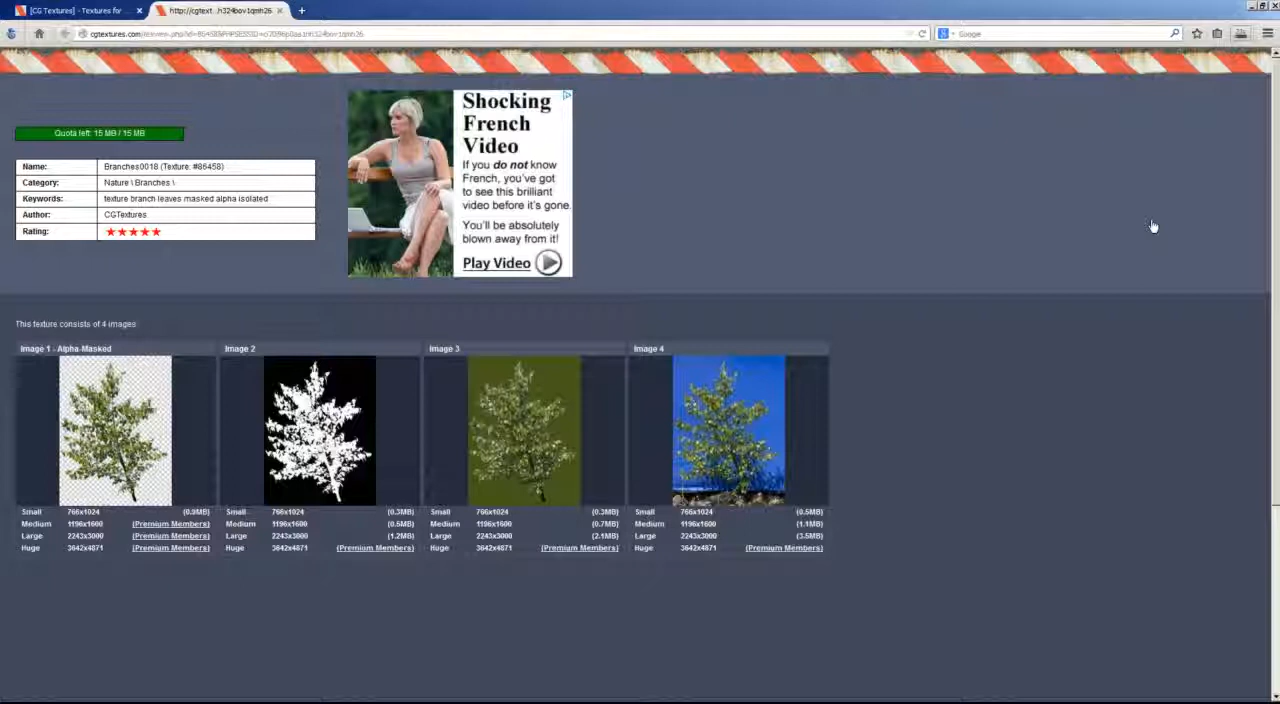 [CG Textures] - Textures for ...
http://cgtext...h324bov1qmh26
cgtextures.com
Google
Quota left: 15 MB / 15 MB
Name: Branches0018 (Texture: #86458)
Category: Nature \ Branches \
Keywords: texture branch leaves masked alpha isolated
Author: CGTextures
Rating:
Shocking
French
Video
If you do not know
French, you've got
to see this brilliant
video before it's gone.
You'll be absolutely
blown away from it!
Play Video
This texture consists of 4 images
Image 1 - Alpha-Masked
Small 766x1024 (0.9MB)
Medium 1196x1600 (Premium Members)
Large 2243x3000 (Premium Members)
Huge 3642x4871 (Premium Members)
Image 2
Small 766x1024 (0.3MB)
Medium 1196x1600 (0.5MB)
Large 2243x3000 (1.2MB)
Huge 3642x4871 (Premium Members)
Image 3
Small 766x1024 (0.3MB)
Medium 1196x1600 (0.7MB)
Large 2243x3000 (2.1MB)
Huge 3642x4871 (Premium Members)
Image 4
Small 766x1024 (0.5MB)
Medium 1196x1600 (1.1MB)
Large 2243x3000 (3.5MB)
Huge 3642x4871 (Premium Members)